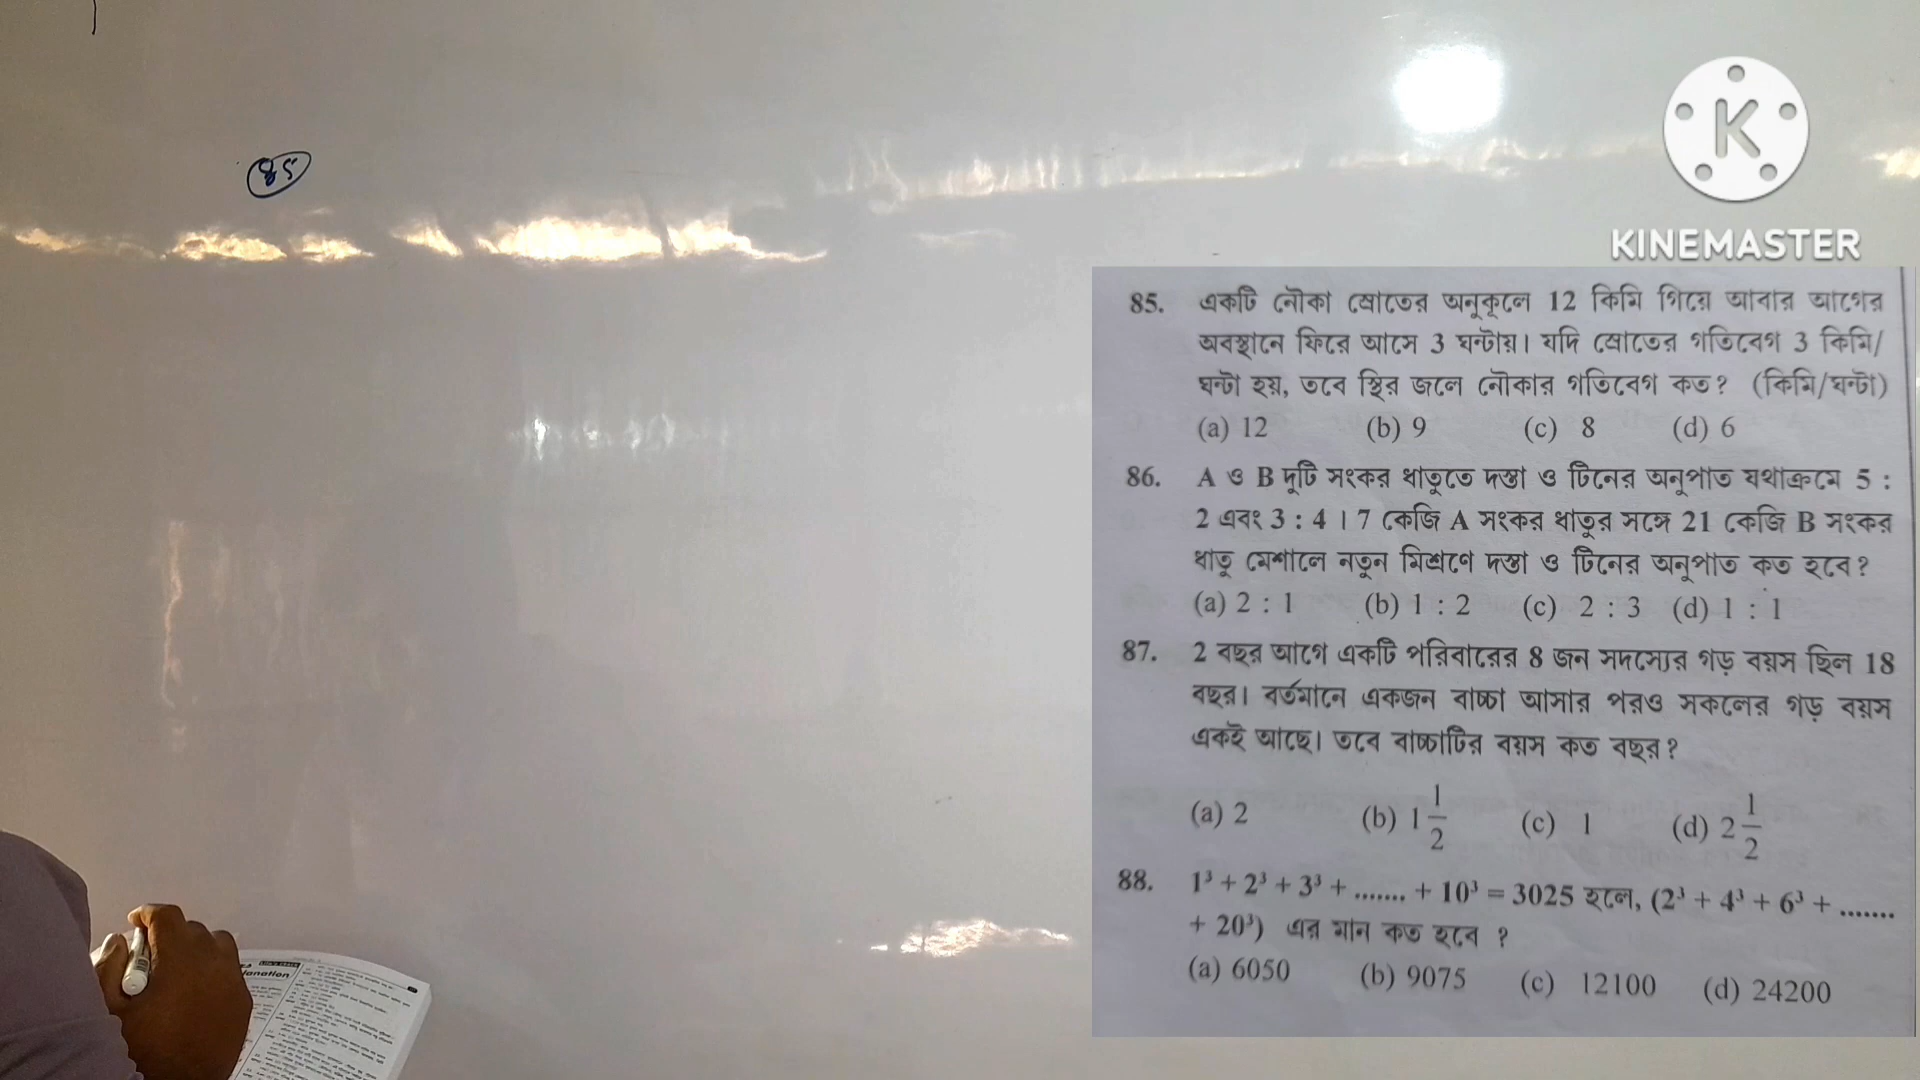 85
KINEMASTER
85. একটি নৌকা স্রোতের অনুকূলে 12 কিমি গিয়ে আবার আগের
অবস্থানে ফিরে আসে 3 ঘন্টায়। যদি স্রোতের গতিবেগ 3 কিমি/
ঘন্টা হয়, তবে স্থির জলে নৌকার গতিবেগ কত? (কিমি/ঘন্টা)
(a) 12 (b) 9 (c) 8 (d) 6
86. A ও B দুটি সংকর ধাতুতে দস্তা ও টিনের অনুপাত যথাক্রমে 5 :
2 এবং 3 : 4 । 7 কেজি A সংকর ধাতুর সঙ্গে 21 কেজি B সংকর
ধাতু মেশালে নতুন মিশ্রণে দস্তা ও টিনের অনুপাত কত হবে?
(a) 2 : 1 (b) 1 : 2 (c) 2 : 3 (d) 1 : 1
87. 2 বছর আগে একটি পরিবারের 8 জন সদস্যের গড় বয়স ছিল 18
বছর। বর্তমানে একজন বাচ্চা আসার পরও সকলের গড় বয়স
একই আছে। তবে বাচ্চাটির বয়স কত বছর?
(a) 2 (b) 1 1/2 (c) 1 (d) 2 1/2
88. 1³ + 2³ + 3³ + ....... + 10³ = 3025 হলে, (2³ + 4³ + 6³ + .......
+ 20³) এর মান কত হবে ?
(a) 6050 (b) 9075 (c) 12100 (d) 24200